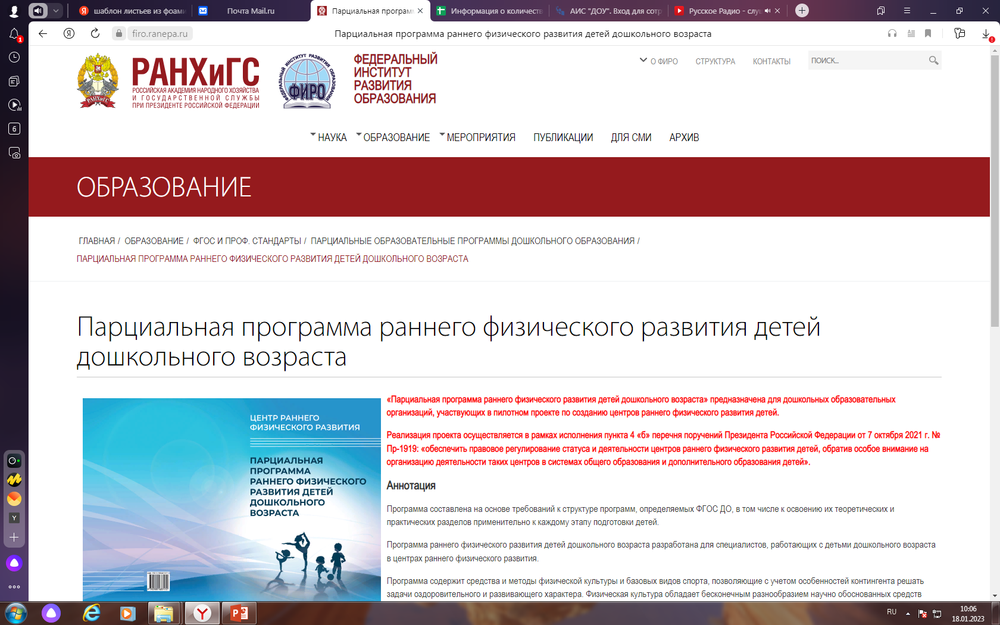 шаблон листьев из фоами
Почта Mail.ru
Парциальная программ
Информация о количеств
АИС "ДОУ". Вход для сотр
Русское Радио - слу
firo.ranepa.ru
Парциальная программа раннего физического развития детей дошкольного возраста
1
6
РАНХиГС
РОССИЙСКАЯ АКАДЕМИЯ НАРОДНОГО ХОЗЯЙСТВА
И ГОСУДАРСТВЕННОЙ СЛУЖБЫ
ПРИ ПРЕЗИДЕНТЕ РОССИЙСКОЙ ФЕДЕРАЦИИ
РАНХиГС
ФЕДЕРАЛЬНЫЙ ИНСТИТУТ РАЗВИТИЯ ОБРАЗОВАНИЯ
ФИРО
ФЕДЕРАЛЬНЫЙ
ИНСТИТУТ
РАЗВИТИЯ
ОБРАЗОВАНИЯ
О ФИРО
СТРУКТУРА
КОНТАКТЫ
ПОИСК...
НАУКА
ОБРАЗОВАНИЕ
МЕРОПРИЯТИЯ
ПУБЛИКАЦИИ
ДЛЯ СМИ
АРХИВ
ОБРАЗОВАНИЕ
ГЛАВНАЯ / ОБРАЗОВАНИЕ / ФГОС И ПРОФ. СТАНДАРТЫ / ПАРЦИАЛЬНЫЕ ОБРАЗОВАТЕЛЬНЫЕ ПРОГРАММЫ ДОШКОЛЬНОГО ОБРАЗОВАНИЯ /
ПАРЦИАЛЬНАЯ ПРОГРАММА РАННЕГО ФИЗИЧЕСКОГО РАЗВИТИЯ ДЕТЕЙ ДОШКОЛЬНОГО ВОЗРАСТА
Парциальная программа раннего физического развития детей
дошкольного возраста
ЦЕНТР РАННЕГО
ФИЗИЧЕСКОГО РАЗВИТИЯ
ПАРЦИАЛЬНАЯ
ПРОГРАММА
РАННЕГО ФИЗИЧЕСКОГО
РАЗВИТИЯ ДЕТЕЙ
ДОШКОЛЬНОГО
ВОЗРАСТА
«Парциальная программа раннего физического развития детей дошкольного возраста» предназначена для дошкольных образовательных
организаций, участвующих в пилотном проекте по созданию центров раннего физического развития детей.
Реализация проекта осуществляется в рамках исполнения пункта 4 «б» перечня поручений Президента Российской Федерации от 7 октября 2021 г. №
Пр-1919: «обеспечить правовое регулирование статуса и деятельности центров раннего физического развития детей, обратив особое внимание на
организацию деятельности таких центров в системах общего образования и дополнительного образования детей».
Аннотация
Программа составлена на основе требований к структуре программ, определяемых ФГОС ДО, в том числе к освоению их теоретических и
практических разделов применительно к каждому этапу подготовки детей.
Программа раннего физического развития детей дошкольного возраста разработана для специалистов, работающих с детьми дошкольного возраста
в центрах раннего физического развития.
Программа содержит средства и методы физической культуры и базовых видов спорта, позволяющие с учетом особенностей контингента решать
задачи оздоровительного и развивающего характера. Физическая культура обладает бесконечным разнообразием научно обоснованных средств
RU
10:06
18.01.2023